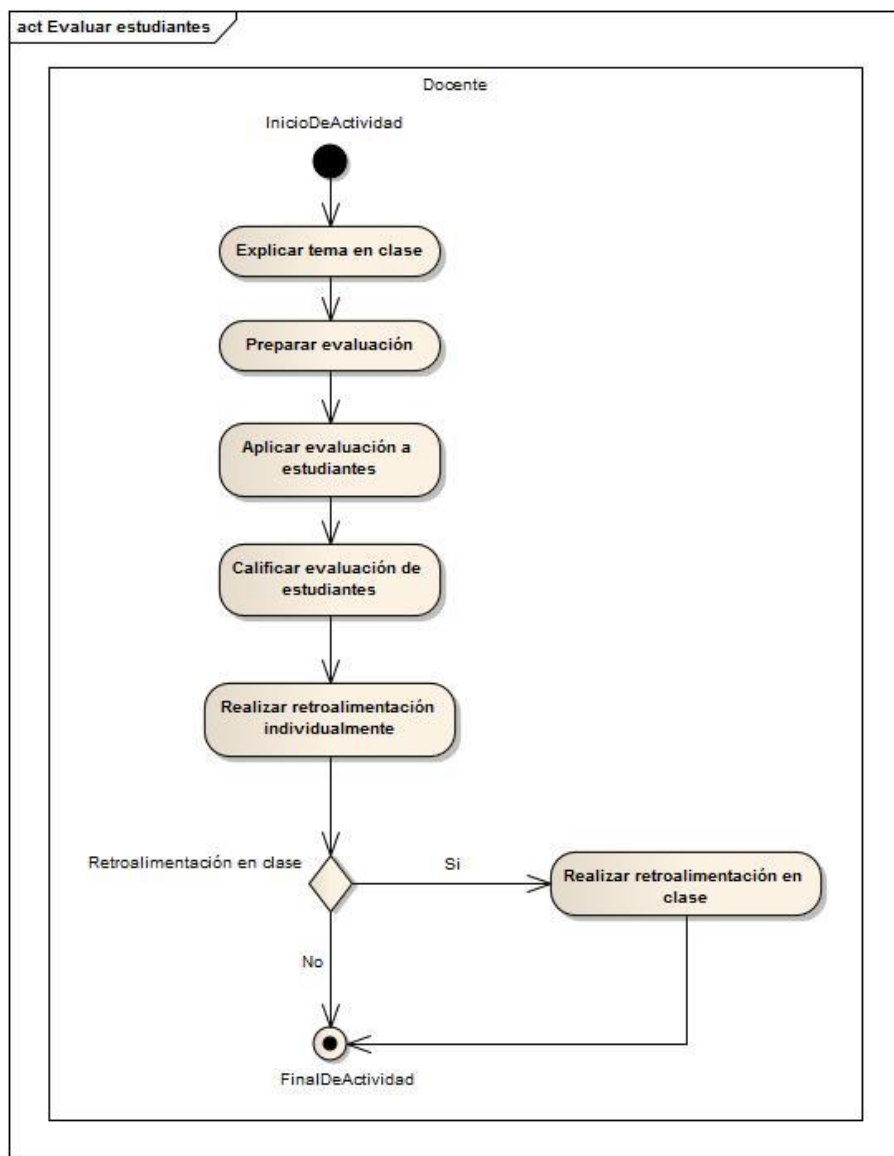 act Evaluar estudiantes
Docente
InicioDeActividad
Explicar tema en clase
Preparar evaluación
Aplicar evaluación a
estudiantes
Calificar evaluación de
estudiantes
Realizar retroalimentación
individualmente
Retroalimentación en clase
Si
Realizar retroalimentación en
clase
No
FinalDeActividad